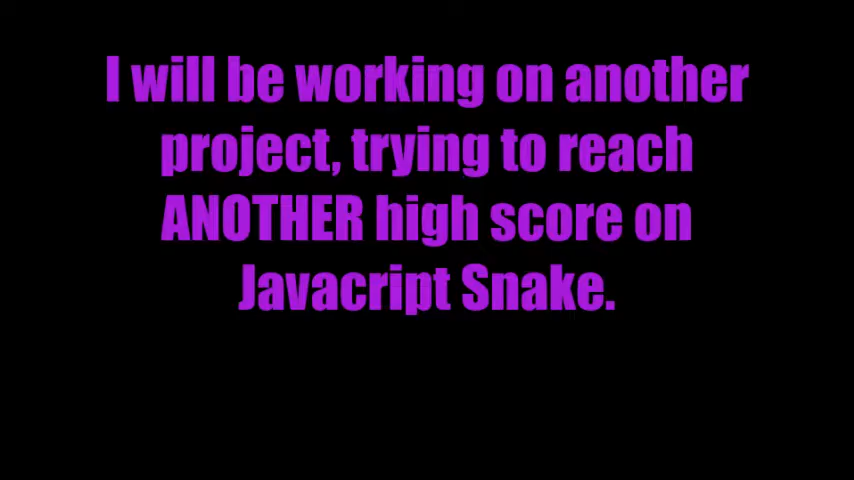 I will be working on another
project, trying to reach
ANOTHER high score on
Javacript Snake.